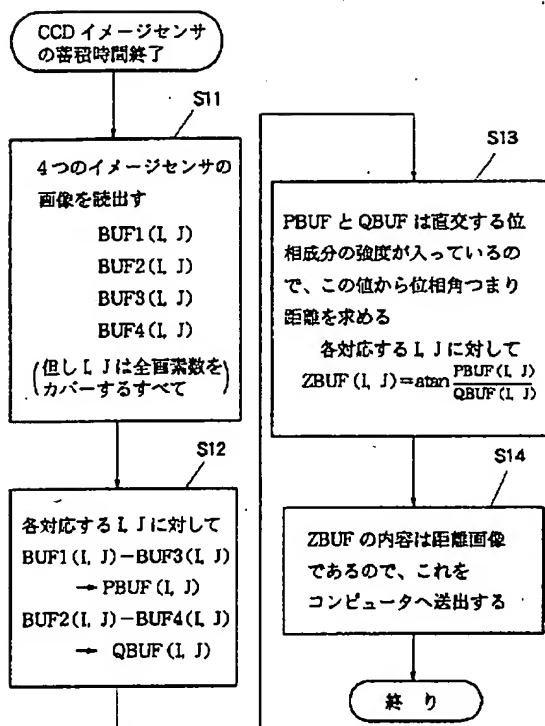 CCDイメージセンサ
の蓄積時間終了
S11
4つのイメージセンサの
画像を読出す
BUF1(I, J)
BUF2(I, J)
BUF3(I, J)
BUF4(I, J)
(但し I, J は全画素数を
カバーするすべて)
S12
各対応する I, J に対して
BUF1(I, J)−BUF3(I, J)
→ PBUF(I, J)
BUF2(I, J)−BUF4(I, J)
→ QBUF(I, J)
S13
PBUF と QBUF は直交する位
相成分の強度が入っているの
で、この値から位相角つまり
距離を求める
各対応する I, J に対して
ZBUF(I, J)=atan PBUF(I, J)/QBUF(I, J)
S14
ZBUF の内容は距離画像
であるので、これを
コンピュータへ送出する
終り